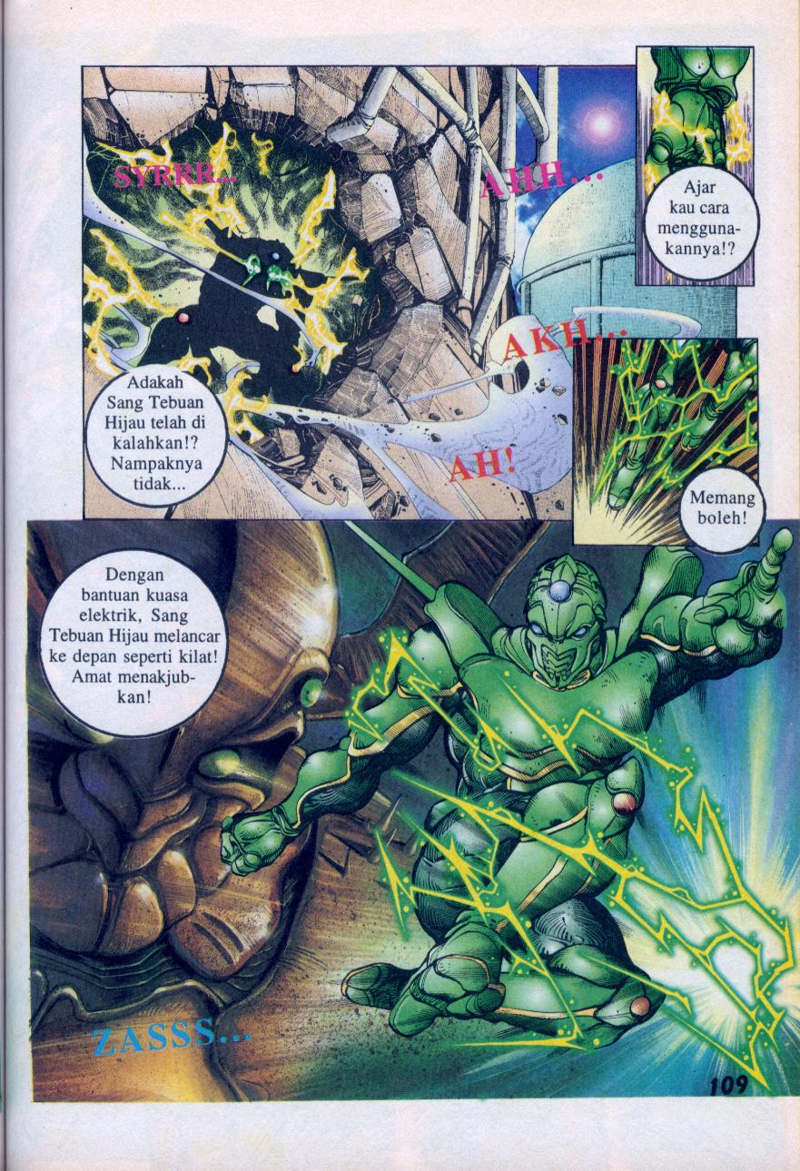 SYRRR...
AHH...
Ajar
kau cara
mengguna-
kannya!?
AKH...
AH!
Adakah
Sang Tebuan
Hijau telah di
kalahkan!?
Nampaknya
tidak...
Memang
boleh!
Dengan
bantuan kuasa
elektrik, Sang
Tebuan Hijau melancar
ke depan seperti kilat!
Amat menakjub-
kan!
ZASSS...
109